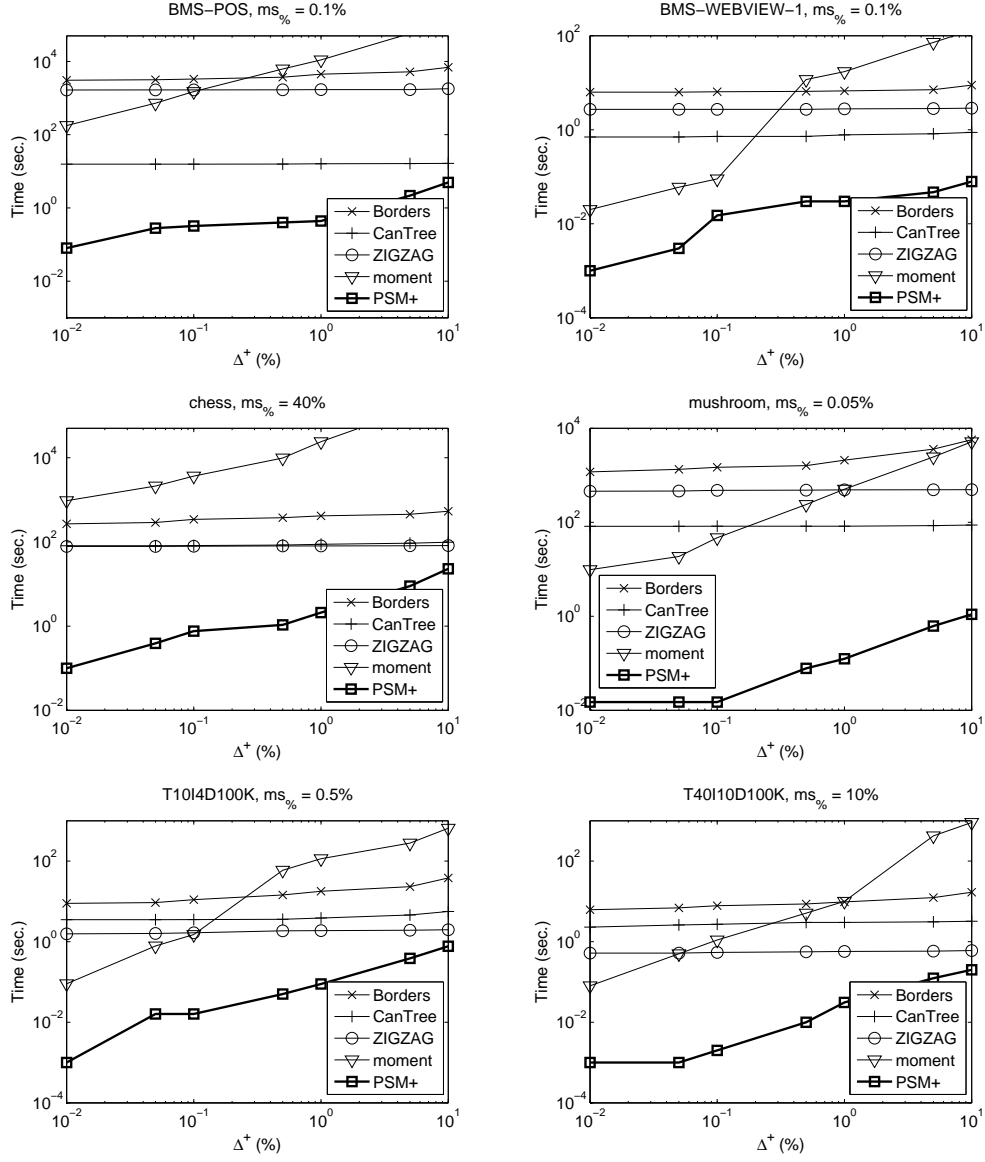 BMS−POS, ms% = 0.1%
10^4
10^2
10^0
10^−2
Time (sec.)
Borders
CanTree
ZIGZAG
moment
PSM+
10^−2 10^−1 10^0 10^1
Δ^+ (%)
BMS−WEBVIEW−1, ms% = 0.1%
10^2
10^0
10^−2
10^−4
Time (sec.)
Borders
CanTree
ZIGZAG
moment
PSM+
10^−2 10^−1 10^0 10^1
Δ^+ (%)
chess, ms% = 40%
10^4
10^2
10^0
10^−2
Time (sec.)
Borders
CanTree
ZIGZAG
moment
PSM+
10^−2 10^−1 10^0 10^1
Δ^+ (%)
mushroom, ms% = 0.05%
10^4
10^2
10^0
10^−2
Time (sec.)
Borders
CanTree
ZIGZAG
moment
PSM+
10^−2 10^−1 10^0 10^1
Δ^+ (%)
T10I4D100K, ms% = 0.5%
10^2
10^0
10^−2
10^−4
Time (sec.)
Borders
CanTree
ZIGZAG
moment
PSM+
10^−2 10^−1 10^0 10^1
Δ^+ (%)
T40I10D100K, ms% = 10%
10^2
10^0
10^−2
10^−4
Time (sec.)
Borders
CanTree
ZIGZAG
moment
PSM+
10^−2 10^−1 10^0 10^1
Δ^+ (%)